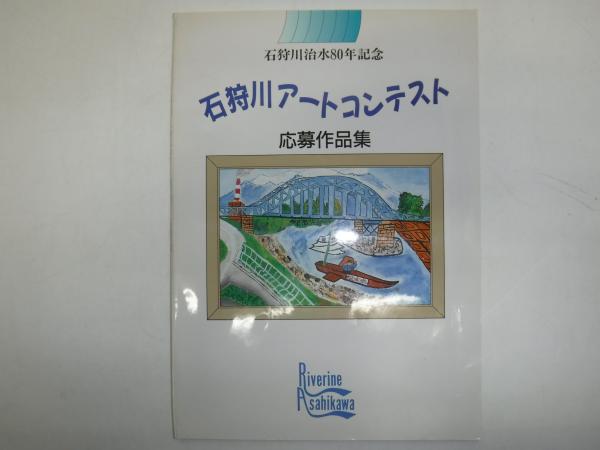 石狩川治水80年記念
石狩川アートコンテスト
応募作品集
Riverine
Asahikawa